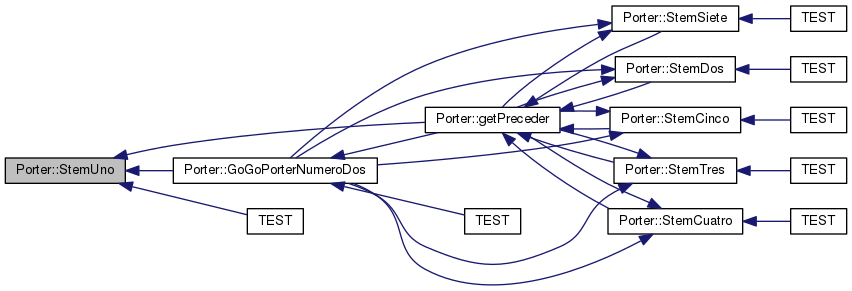 Porter::StemSiete
TEST
Porter::StemDos
TEST
Porter::getPreceder
Porter::StemCinco
TEST
Porter::StemUno
Porter::GoGoPorterNumeroDos
Porter::StemTres
TEST
TEST
TEST
Porter::StemCuatro
TEST